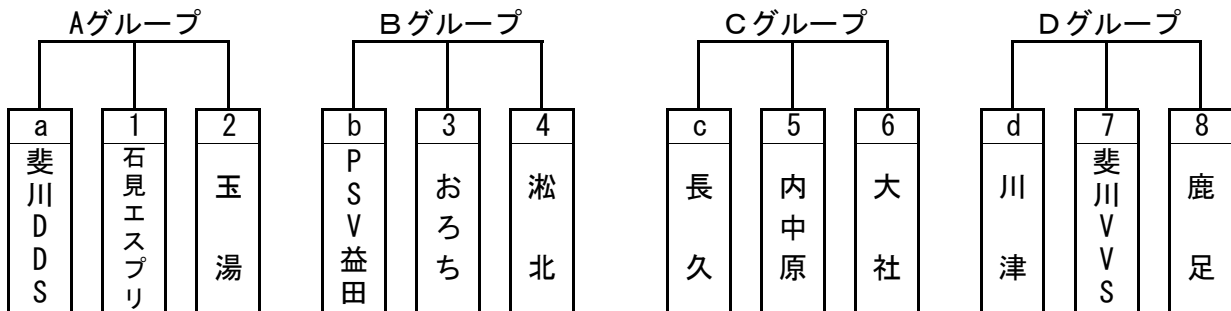 Aグループ
Bグループ
Cグループ
Dグループ
a
1
2
b
3
4
c
5
6
d
7
8
斐川DDS
石見エスプリ
玉湯
PSV益田
おろち
淞北
長久
内中原
大社
川津
斐川VVS
鹿足